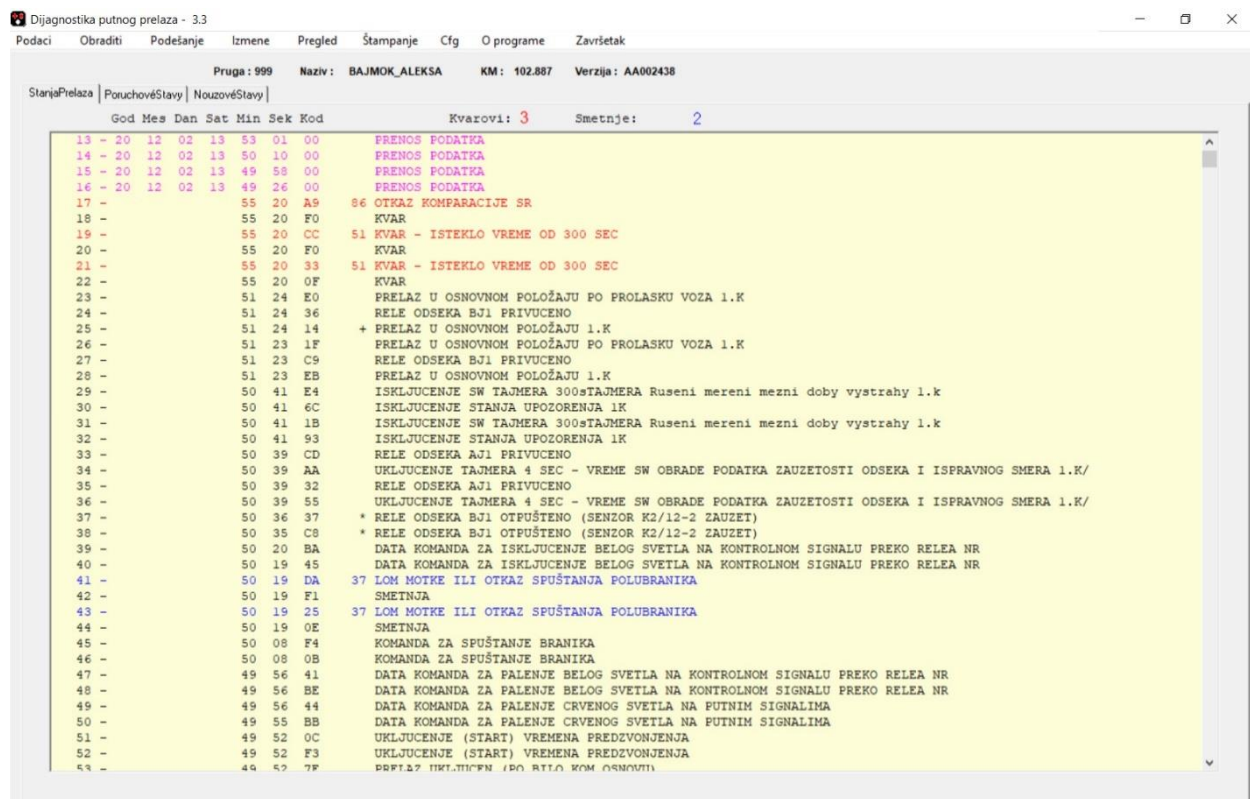 Dijagnostika putnog prelaza - 3.3
Podaci Obraditi Podešanje Izmene Pregled Štampanje Cfg O programe Završetak
Pruga : 999 Naziv : BAJMOK_ALEKSA KM : 102.887 Verzija : AA002438
StanjaPrelaza PoruchovéStavy NouzovéStavy
God Mes Dan Sat Min Sek Kod Kvarovi: 3 Smetnje: 2
13 - 20 12 02 13 53 01 00 PRENOS PODATKA
14 - 20 12 02 13 50 10 00 PRENOS PODATKA
15 - 20 12 02 13 49 58 00 PRENOS PODATKA
16 - 20 12 02 13 49 26 00 PRENOS PODATKA
17 - 55 20 A9 86 OTKAZ KOMPARACIJE SR
18 - 55 20 F0 KVAR
19 - 55 20 CC 51 KVAR - ISTEKLO VREME OD 300 SEC
20 - 55 20 F0 KVAR
21 - 55 20 33 51 KVAR - ISTEKLO VREME OD 300 SEC
22 - 55 20 0F KVAR
23 - 51 24 E0 PRELAZ U OSNOVNOM POLOŽAJU PO PROLASKU VOZA 1.K
24 - 51 24 36 RELE ODSEKA BJ1 PRIVUCENO
25 - 51 24 14 + PRELAZ U OSNOVNOM POLOŽAJU 1.K
26 - 51 23 1F PRELAZ U OSNOVNOM POLOŽAJU PO PROLASKU VOZA 1.K
27 - 51 23 C9 RELE ODSEKA BJ1 PRIVUCENO
28 - 51 23 EB PRELAZ U OSNOVNOM POLOŽAJU 1.K
29 - 50 41 E4 ISKLJUCENJE SW TAJMERA 300sTAJMERA Ruseni mereni mezni doby vystrahy 1.k
30 - 50 41 6C ISKLJUCENJE STANJA UPOZORENJA 1K
31 - 50 41 1B ISKLJUCENJE SW TAJMERA 300sTAJMERA Ruseni mereni mezni doby vystrahy 1.k
32 - 50 41 93 ISKLJUCENJE STANJA UPOZORENJA 1K
33 - 50 39 CD RELE ODSEKA AJ1 PRIVUCENO
34 - 50 39 AA UKLJUCENJE TAJMERA 4 SEC - VREME SW OBRADE PODATKA ZAUZETOSTI ODSEKA I ISPRAVNOG SMERA 1.K/
35 - 50 39 32 RELE ODSEKA AJ1 PRIVUCENO
36 - 50 39 55 UKLJUCENJE TAJMERA 4 SEC - VREME SW OBRADE PODATKA ZAUZETOSTI ODSEKA I ISPRAVNOG SMERA 1.K/
37 - 50 36 37 * RELE ODSEKA BJ1 OTPUŠTENO (SENZOR K2/12-2 ZAUZET)
38 - 50 35 C8 * RELE ODSEKA BJ1 OTPUŠTENO (SENZOR K2/12-2 ZAUZET)
39 - 50 20 BA DATA KOMANDA ZA ISKLJUCENJE BELOG SVETLA NA KONTROLNOM SIGNALU PREKO RELEA NR
40 - 50 19 45 DATA KOMANDA ZA ISKLJUCENJE BELOG SVETLA NA KONTROLNOM SIGNALU PREKO RELEA NR
41 - 50 19 DA 37 LOM MOTKE ILI OTKAZ SPUŠTANJA POLUBRANIKA
42 - 50 19 F1 SMETNJA
43 - 50 19 25 37 LOM MOTKE ILI OTKAZ SPUŠTANJA POLUBRANIKA
44 - 50 19 0E SMETNJA
45 - 50 08 F4 KOMANDA ZA SPUŠTANJE BRANIKA
46 - 50 08 0B KOMANDA ZA SPUŠTANJE BRANIKA
47 - 49 56 41 DATA KOMANDA ZA PALENJE BELOG SVETLA NA KONTROLNOM SIGNALU PREKO RELEA NR
48 - 49 56 BE DATA KOMANDA ZA PALENJE BELOG SVETLA NA KONTROLNOM SIGNALU PREKO RELEA NR
49 - 49 56 44 DATA KOMANDA ZA PALENJE CRVENOG SVETLA NA PUTNIM SIGNALIMA
50 - 49 55 BB DATA KOMANDA ZA PALENJE CRVENOG SVETLA NA PUTNIM SIGNALIMA
51 - 49 52 0C UKLJUCENJE (START) VREMENA PREDZVONJENJA
52 - 49 52 F3 UKLJUCENJE (START) VREMENA PREDZVONJENJA
53 - 49 52 7F PRELAZ UKLJUCEN (PO BILO KOM OSNOVU)